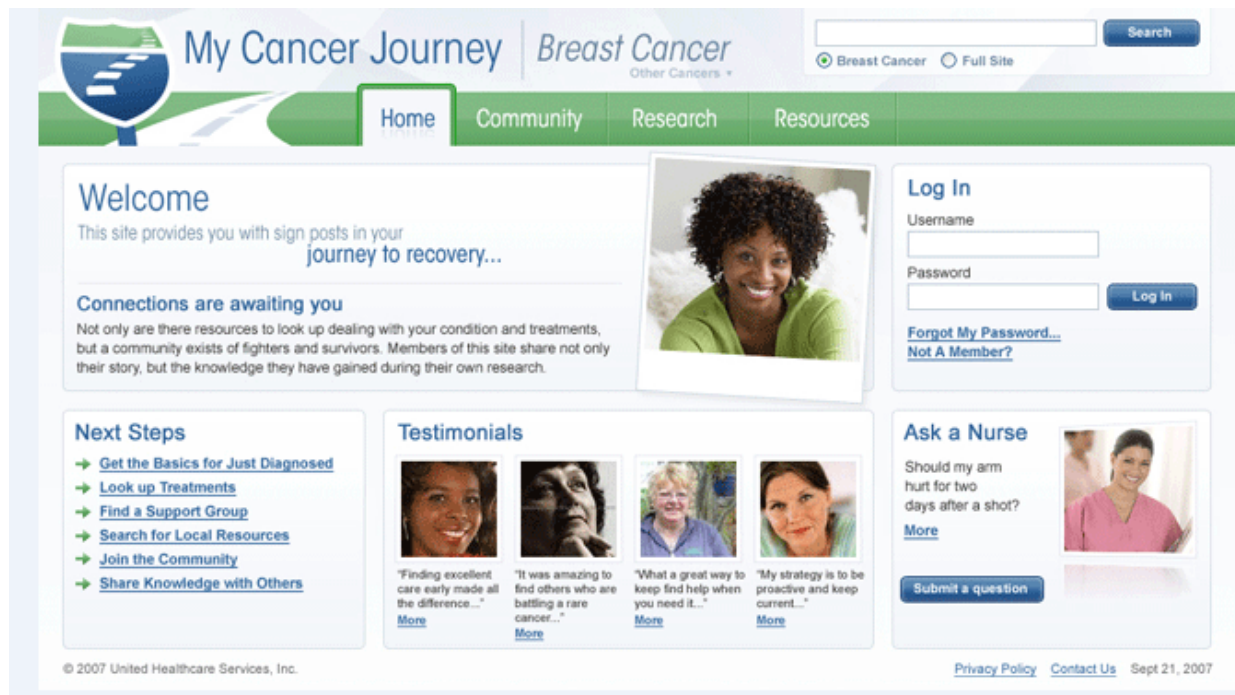 My Cancer Journey
Breast Cancer
Other Cancers
Search
Breast Cancer
Full Site
Home
Community
Research
Resources
Welcome
This site provides you with sign posts in your
journey to recovery...
Connections are awaiting you
Not only are there resources to look up dealing with your condition and treatments,
but a community exists of fighters and survivors. Members of this site share not only
their story, but the knowledge they have gained during their own research.
Log In
Username
Password
Log In
Forgot My Password...
Not A Member?
Next Steps
Get the Basics for Just Diagnosed
Look up Treatments
Find a Support Group
Search for Local Resources
Join the Community
Share Knowledge with Others
Testimonials
"Finding excellent
care early made all
the difference..."
More
"It was amazing to
find others who are
battling a rare
cancer..."
More
"What a great way to
keep find help when
you need it..."
More
"My strategy is to be
proactive and keep
current..."
More
Ask a Nurse
Should my arm
hurt for two
days after a shot?
More
Submit a question
© 2007 United Healthcare Services, Inc.
Privacy Policy
Contact Us
Sept 21, 2007